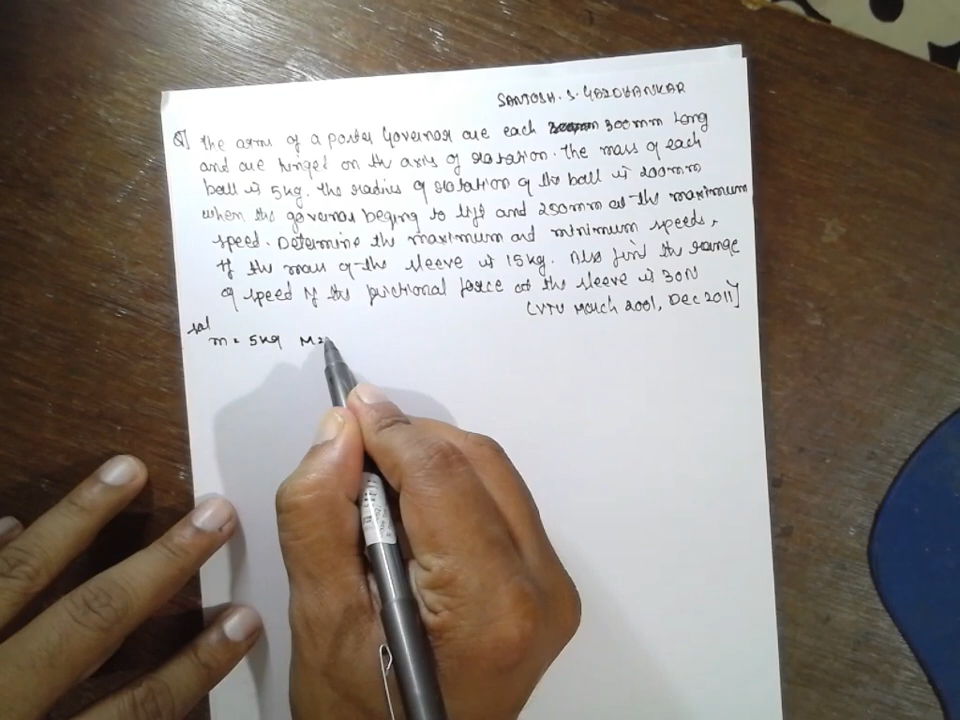 SANTOSH. S. GAIDHANKAR
Q] The arms of a porter Governor are each 300mm Long
and are hinged on the axis of rotation. The mass of each
ball is 5kg. The radius of rotation of the ball is 200mm
when the governor begins to lift and 250mm at the maximum
speed. Determine the maximum and minimum speeds,
if the mass of the sleeve is 15kg. Also find the range
of speed if the frictional force at the sleeve is 30N
[VTU March 2001, Dec 2011]
sol
m = 5kg M =